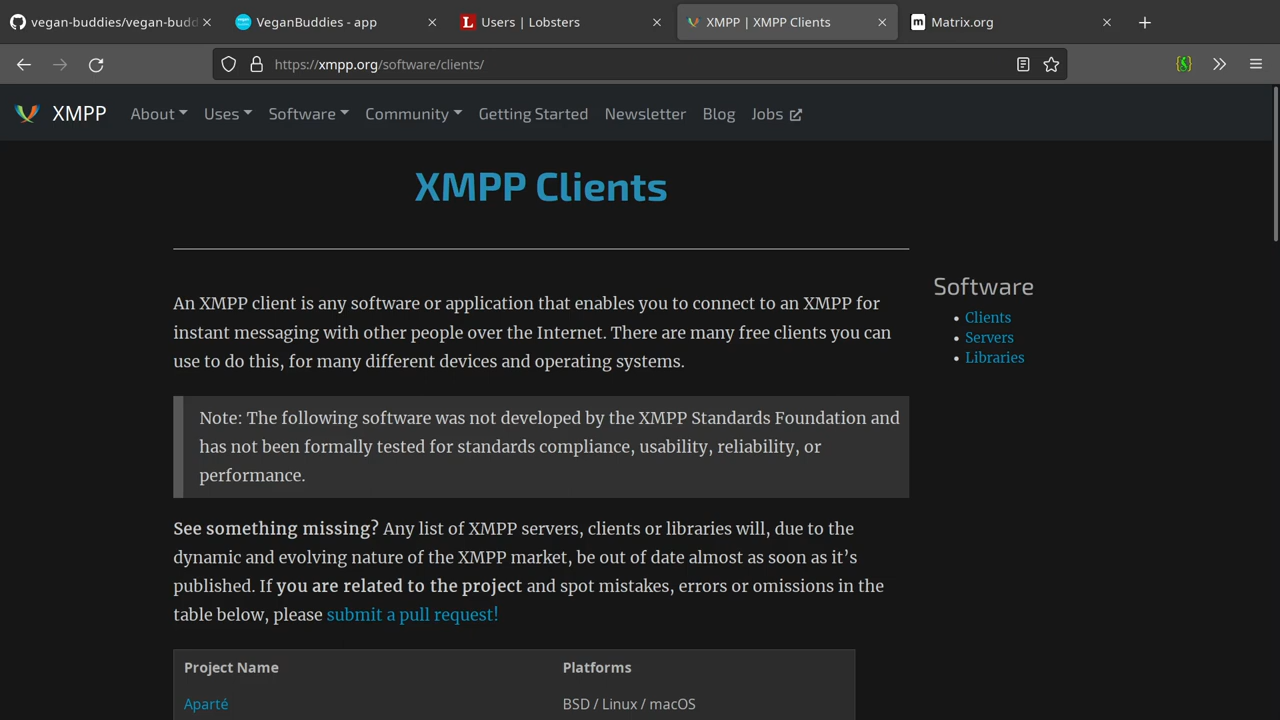 vegan-buddies/vegan-budd
VeganBuddies - app
Users | Lobsters
XMPP | XMPP Clients
Matrix.org
https://xmpp.org/software/clients/
XMPP
About
Uses
Software
Community
Getting Started
Newsletter
Blog
Jobs
XMPP Clients
An XMPP client is any software or application that enables you to connect to an XMPP for
instant messaging with other people over the Internet. There are many free clients you can
use to do this, for many different devices and operating systems.
Note: The following software was not developed by the XMPP Standards Foundation and
has not been formally tested for standards compliance, usability, reliability, or
performance.
See something missing? Any list of XMPP servers, clients or libraries will, due to the
dynamic and evolving nature of the XMPP market, be out of date almost as soon as it’s
published. If you are related to the project and spot mistakes, errors or omissions in the
table below, please submit a pull request!
Project Name Platforms
Aparté BSD / Linux / macOS
Software
Clients
Servers
Libraries